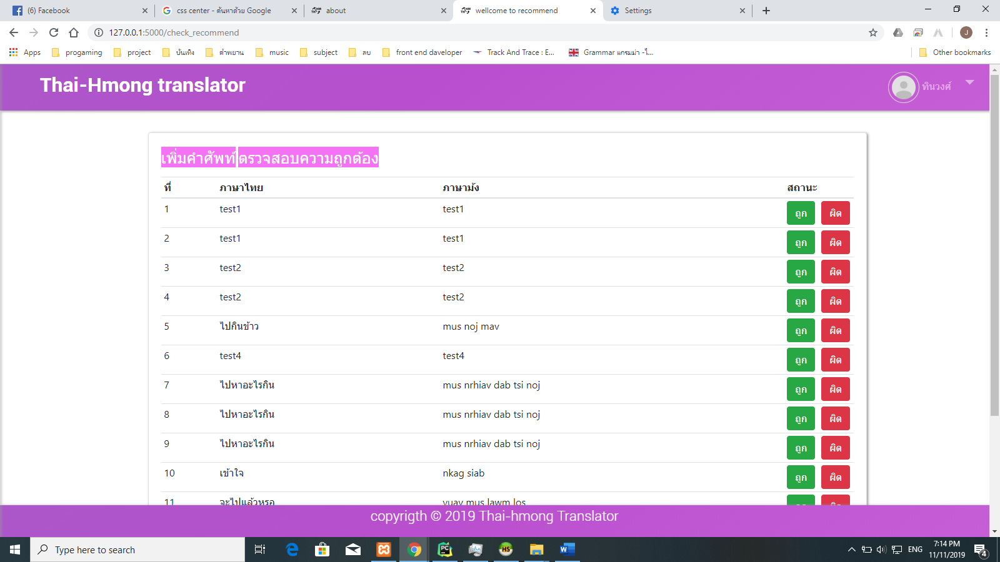 (6) Facebook
css center - ค้นหาด้วย Google
about
wellcome to recommend
Settings
127.0.0.1:5000/check_recommend
Apps
progaming
project
บันเทิง
คำพยาน
music
subject
ลบ
front end daveloper
Track And Trace : E...
Grammar แกรมม่า -ไ...
Other bookmarks
Thai-Hmong translator
ทินวงศ์
เพิ่มคำศัพท์ ตรวจสอบความถูกต้อง
ที่ ภาษาไทย ภาษาม้ง สถานะ
1 test1 test1 ถูก ผิด
2 test1 test1 ถูก ผิด
3 test2 test2 ถูก ผิด
4 test2 test2 ถูก ผิด
5 ไปกินข้าว mus noj mav ถูก ผิด
6 test4 test4 ถูก ผิด
7 ไปหาอะไรกิน mus nrhiav dab tsi noj ถูก ผิด
8 ไปหาอะไรกิน mus nrhiav dab tsi noj ถูก ผิด
9 ไปหาอะไรกิน mus nrhiav dab tsi noj ถูก ผิด
10 เข้าใจ nkag siab ถูก ผิด
11 จะไปแล้วหรอ yuav mus lawm los
copyrigth © 2019 Thai-hmong Translator
Type here to search
ENG
7:14 PM
11/11/2019
4